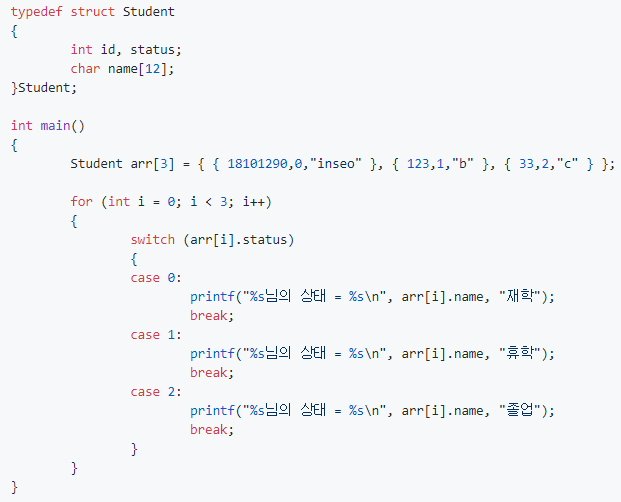 typedef struct Student
{
        int id, status;
        char name[12];
}Student;

int main()
{
        Student arr[3] = { { 18101290,0,"inseo" }, { 123,1,"b" }, { 33,2,"c" } };

        for (int i = 0; i < 3; i++)
        {
                switch (arr[i].status)
                {
                case 0:
                        printf("%s님의 상태 = %s\n", arr[i].name, "재학");
                        break;
                case 1:
                        printf("%s님의 상태 = %s\n", arr[i].name, "휴학");
                        break;
                case 2:
                        printf("%s님의 상태 = %s\n", arr[i].name, "졸업");
                        break;
                }
        }
}